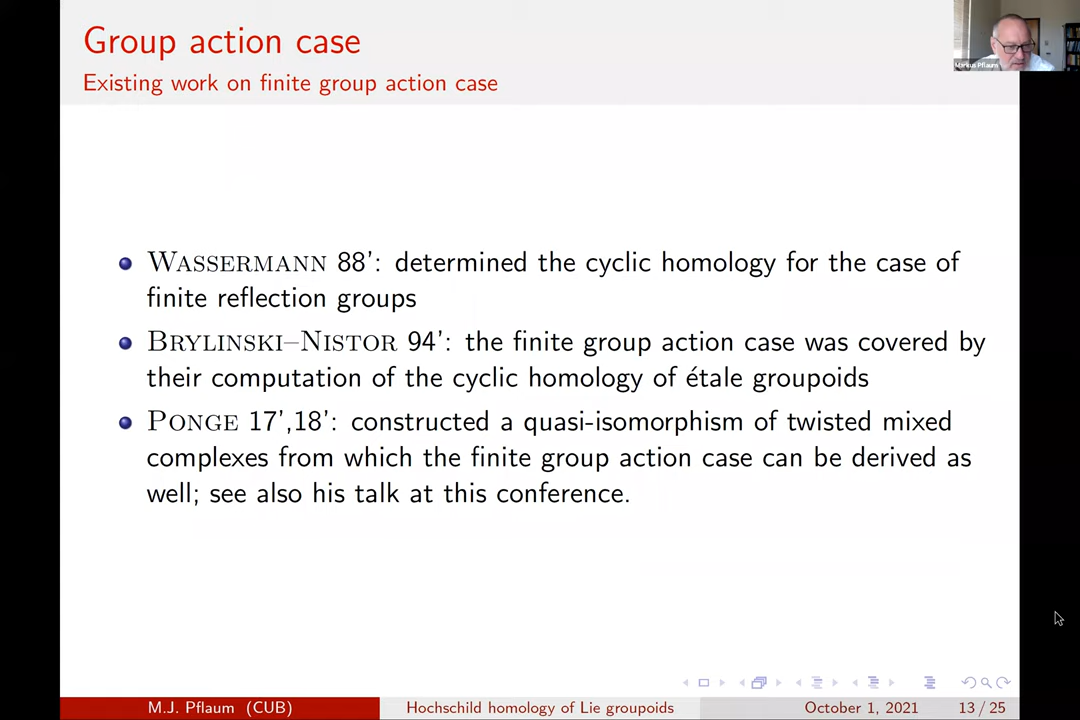 Group action case
Existing work on finite group action case
Markus Pflaum
WASSERMANN 88': determined the cyclic homology for the case of
finite reflection groups
BRYLINSKI–NISTOR 94': the finite group action case was covered by
their computation of the cyclic homology of étale groupoids
PONGE 17',18': constructed a quasi-isomorphism of twisted mixed
complexes from which the finite group action case can be derived as
well; see also his talk at this conference.
M.J. Pflaum (CUB) Hochschild homology of Lie groupoids October 1, 2021 13 / 25